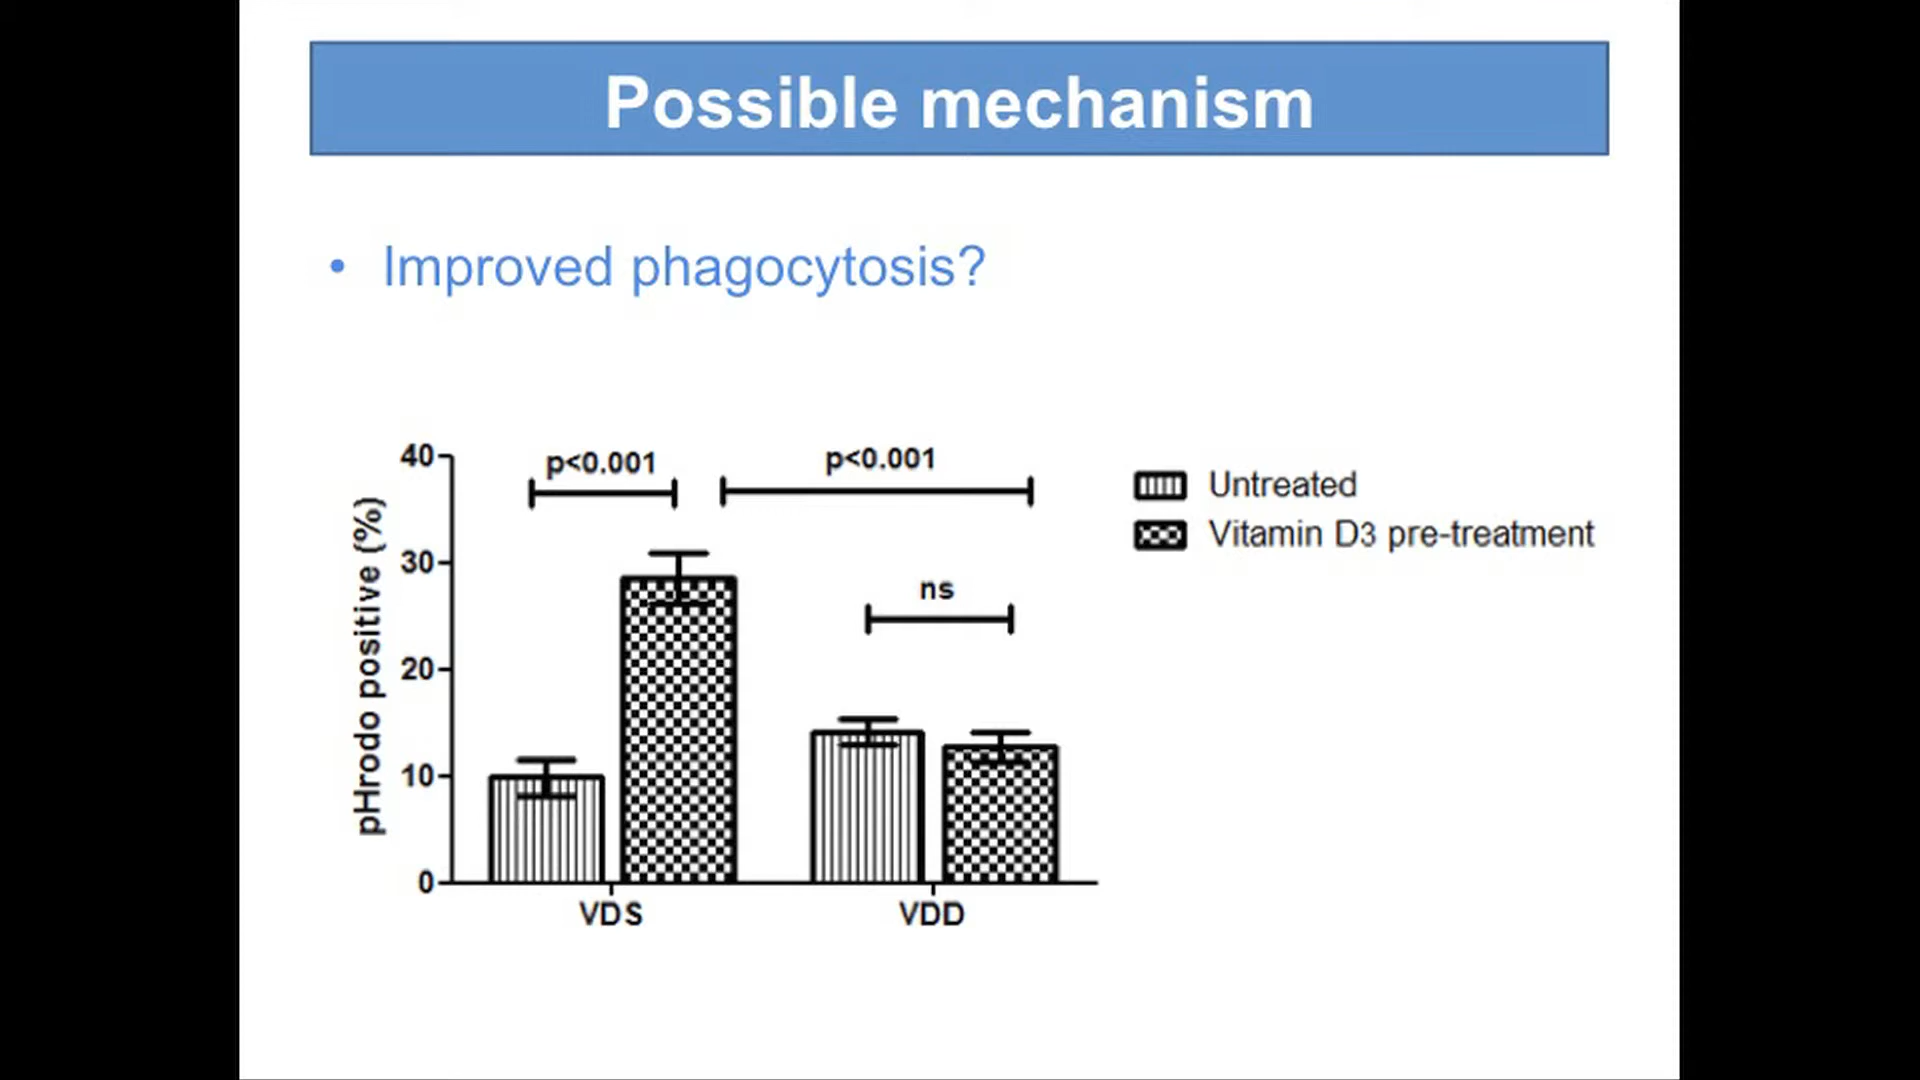 Possible mechanism
• Improved phagocytosis?
40
30
20
10
0
pHrodo positive (%)
p<0.001
p<0.001
ns
VDS
VDD
Untreated
Vitamin D3 pre-treatment